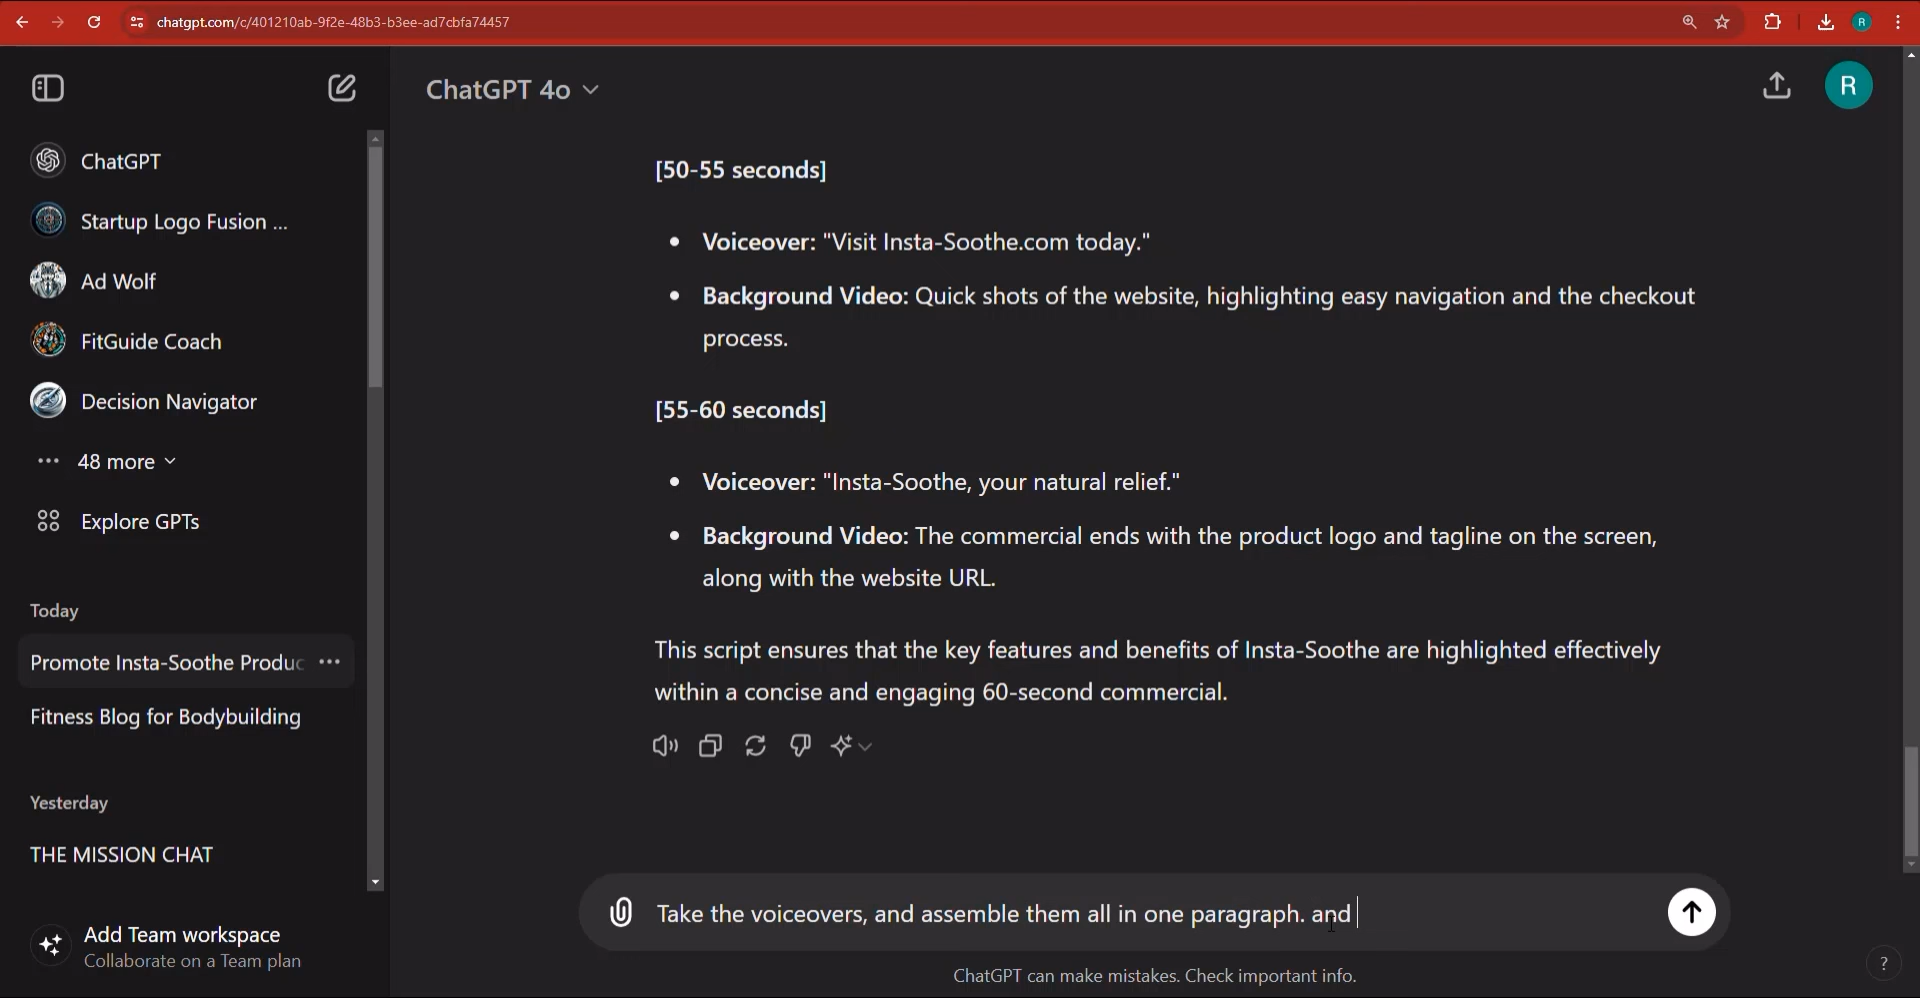 chatgpt.com/c/401210ab-9f2e-48b3-b3ee-ad7cbfa74457
R
ChatGPT 4o
R
ChatGPT
Startup Logo Fusion ...
Ad Wolf
FitGuide Coach
Decision Navigator
48 more
Explore GPTs
Today
Promote Insta-Soothe Produc
Fitness Blog for Bodybuilding
Yesterday
THE MISSION CHAT
Add Team workspace
Collaborate on a Team plan
[50-55 seconds]
• Voiceover: "Visit Insta-Soothe.com today."
• Background Video: Quick shots of the website, highlighting easy navigation and the checkout
process.
[55-60 seconds]
• Voiceover: "Insta-Soothe, your natural relief."
• Background Video: The commercial ends with the product logo and tagline on the screen,
along with the website URL.
This script ensures that the key features and benefits of Insta-Soothe are highlighted effectively
within a concise and engaging 60-second commercial.
Take the voiceovers, and assemble them all in one paragraph. and
ChatGPT can make mistakes. Check important info.
?